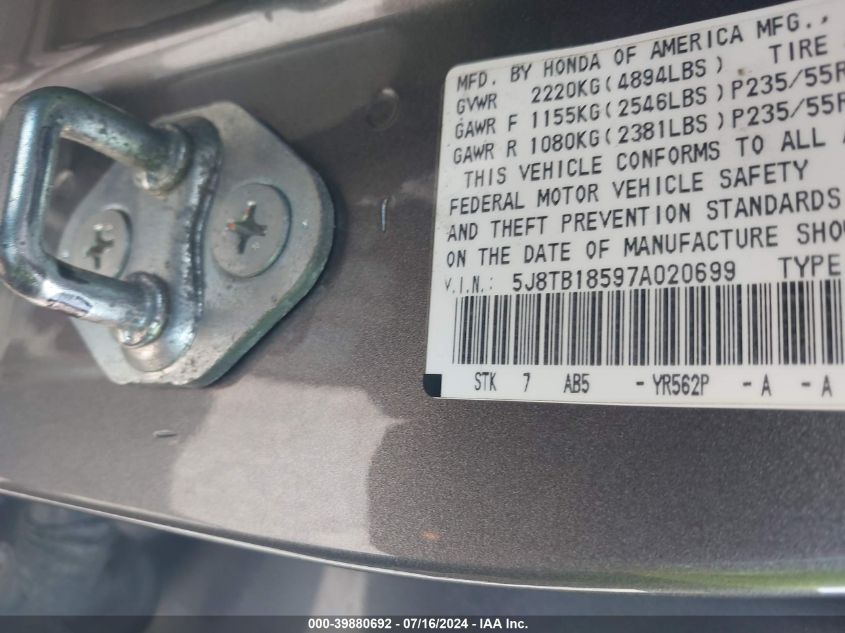 MFD. BY HONDA OF AMERICA MFG.,
GVWR 2220KG(4894LBS) TIRE
GAWR F 1155KG(2546LBS)P235/55R
GAWR R 1080KG(2381LBS)P235/55R
THIS VEHICLE CONFORMS TO ALL A
FEDERAL MOTOR VEHICLE SAFETY
AND THEFT PREVENTION STANDARDS
ON THE DATE OF MANUFACTURE SHO
V.I.N.: 5J8TB18597A020699 TYPE
STK 7 AB5 -YR562P -A -A
000-39880692 - 07/16/2024 - IAA Inc.